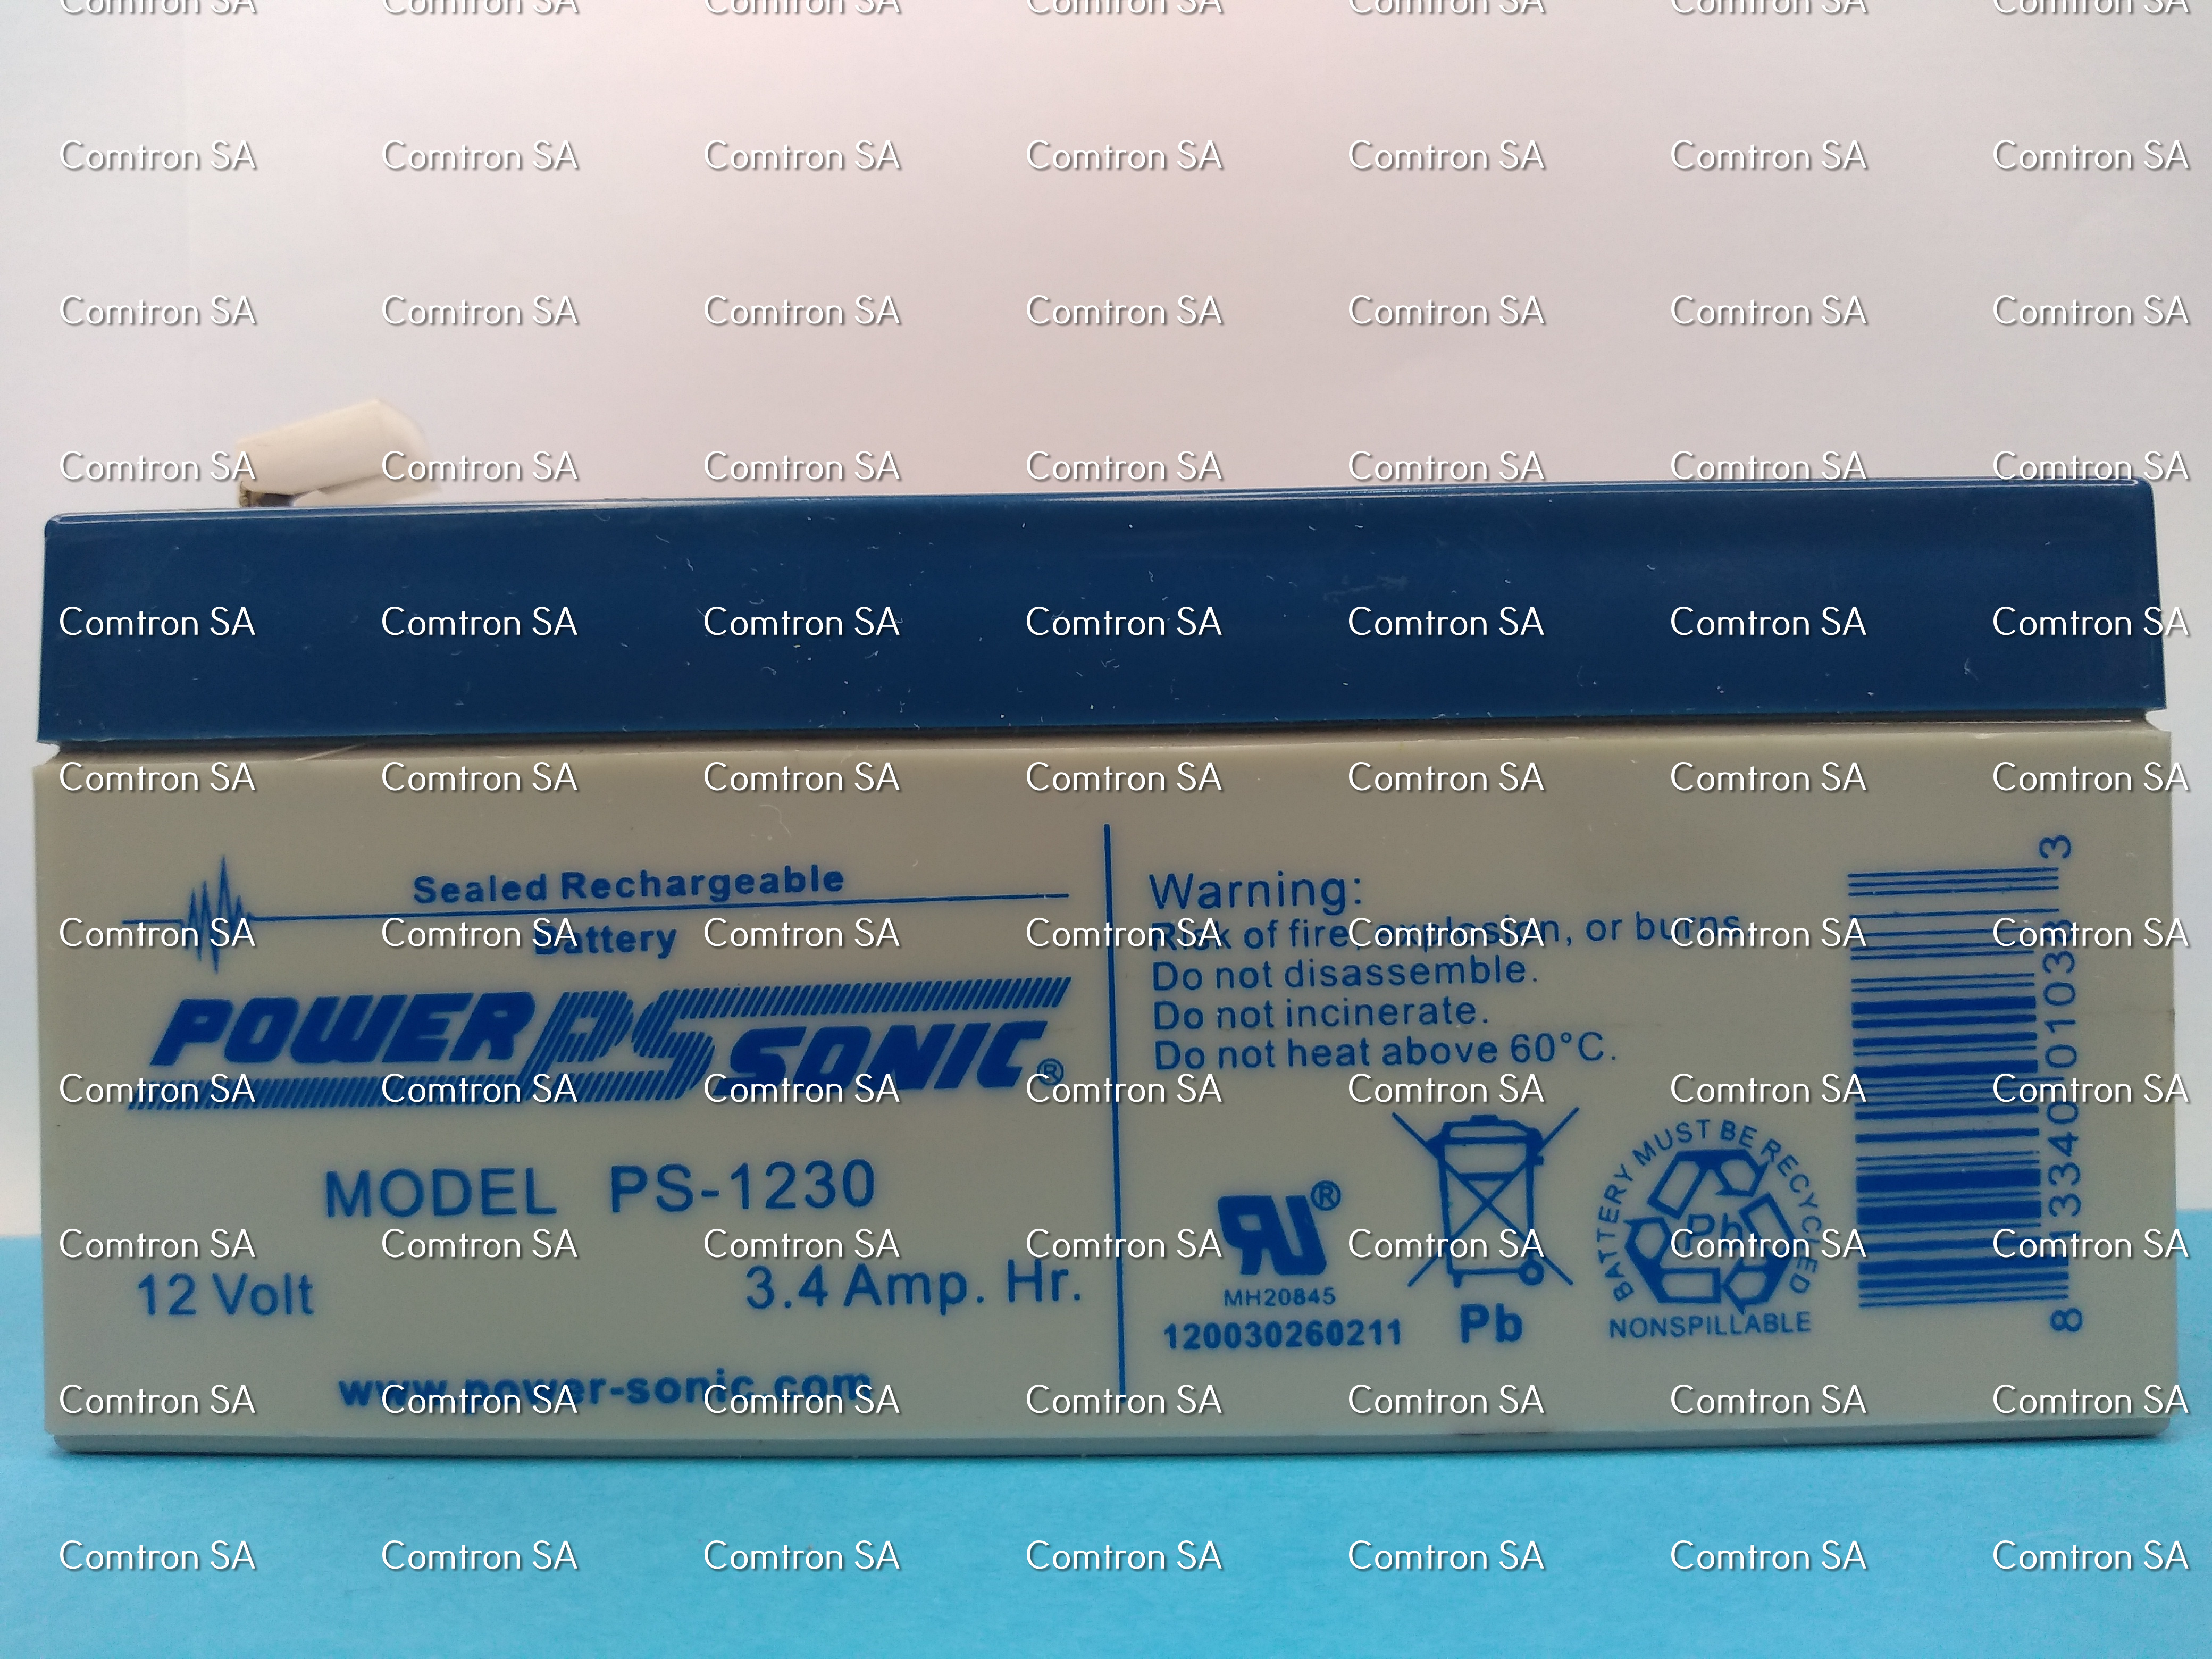 Comtron SA
Sealed Rechargeable
Battery
POWER PS SONIC®
MODEL PS-1230
12 Volt 3.4 Amp. Hr.
www.power-sonic.com
Warning:
Risk of fire, explosion, or burns.
Do not disassemble.
Do not incinerate.
Do not heat above 60°C.
RU®
MH20845
120030260211
Pb
BATTERY MUST BE RECYCLED
Pb
NONSPILLABLE
8 13340 01033 3